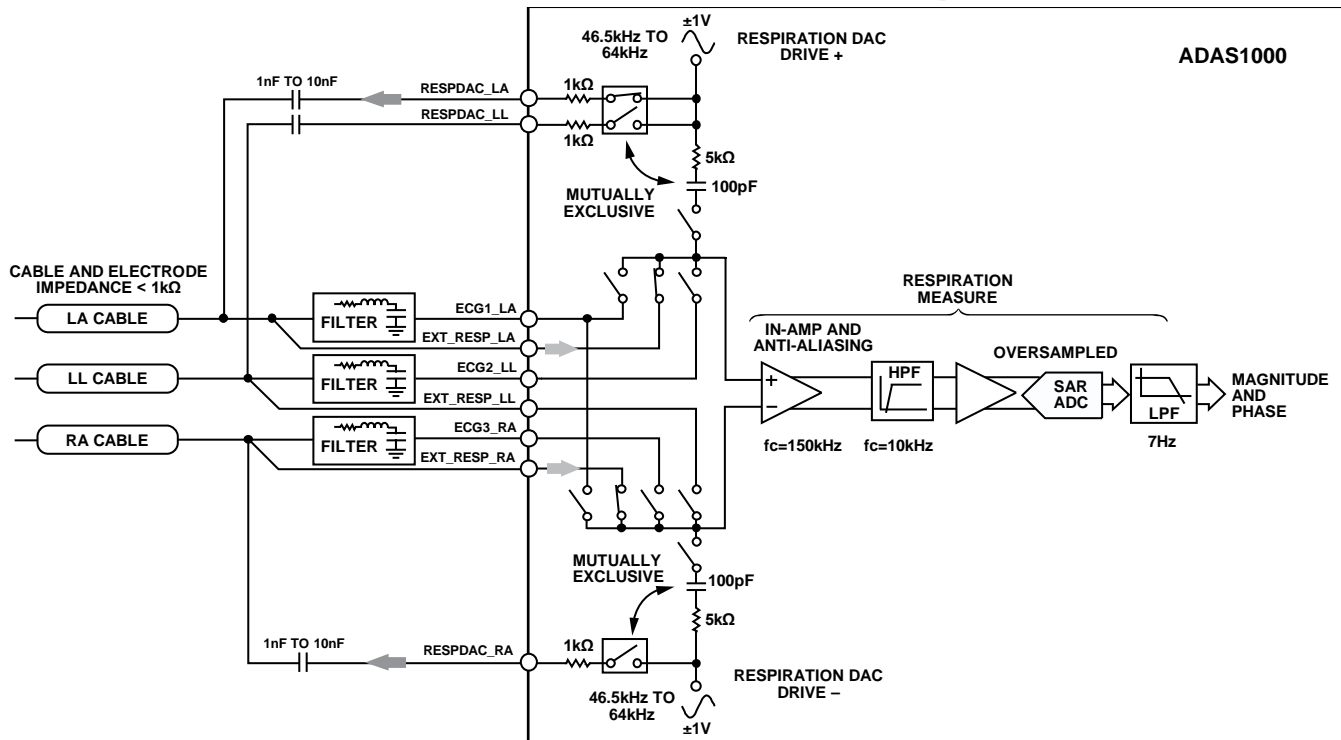 ±1V
46.5kHz TO
64kHz
RESPIRATION DAC
DRIVE +
ADAS1000
1nF TO 10nF
RESPDAC_LA
1kΩ
RESPDAC_LL
1kΩ
5kΩ
100pF
MUTUALLY
EXCLUSIVE
CABLE AND ELECTRODE
IMPEDANCE < 1kΩ
LA CABLE
FILTER
ECG1_LA
EXT_RESP_LA
LL CABLE
FILTER
ECG2_LL
EXT_RESP_LL
RA CABLE
FILTER
ECG3_RA
EXT_RESP_RA
RESPIRATION
MEASURE
IN-AMP AND
ANTI-ALIASING
+
–
fc=150kHz
HPF
fc=10kHz
OVERSAMPLED
SAR
ADC
LPF
7Hz
MAGNITUDE
AND
PHASE
MUTUALLY
EXCLUSIVE
100pF
5kΩ
1nF TO 10nF
RESPDAC_RA
1kΩ
46.5kHz TO
64kHz
±1V
RESPIRATION DAC
DRIVE –